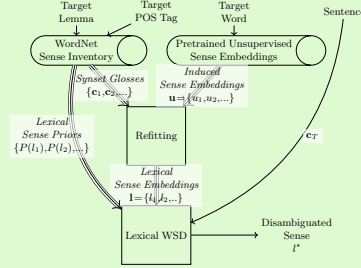 Target
Lemma
Target
POS Tag
Target
Word
Sentence
WordNet
Sense Inventory
Pretrained Unsupervised
Sense Embeddings
Synset Glosses
{c₁,c₂,...}
Induced
Sense Embeddings
u={u₁,u₂,...}
Lexical
Sense Priors
{P(l₁),P(l₂),...}
Refitting
c_T
Lexical
Sense Embeddings
l={l₁,l₂,..}
Lexical WSD
Disambiguated
Sense
l*